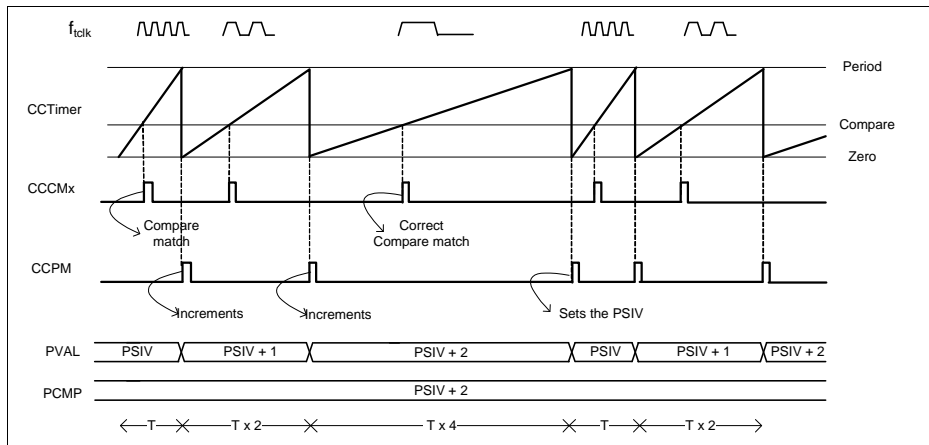 ftclk
Period
CCTimer
Compare
Zero
CCCMx
Compare
match
Correct
Compare match
CCPM
Increments
Increments
Sets the PSIV
PVAL
PSIV
PSIV + 1
PSIV + 2
PSIV
PSIV + 1
PSIV + 2
PCMP
PSIV + 2
T
T x 2
T x 4
T
T x 2